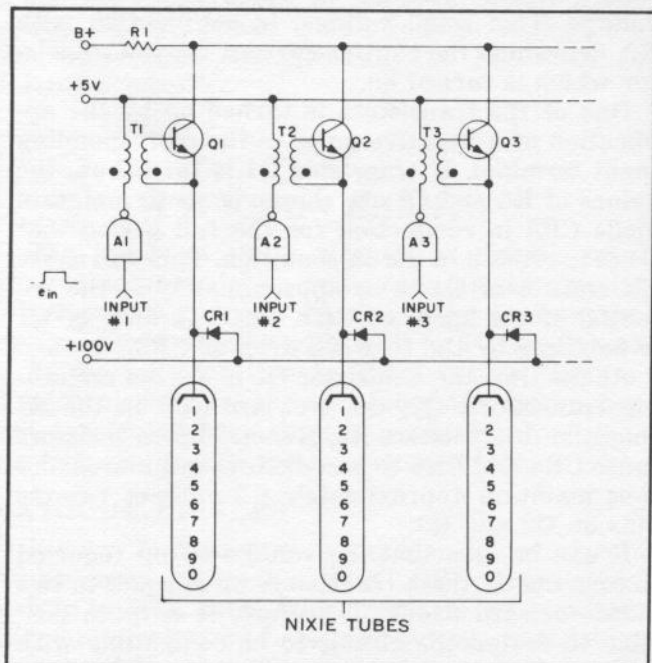 B+ R1
+5V
T1 Q1 T2 Q2 T3 Q3
A1 A2 A3
ein
INPUT #1 INPUT #2 INPUT #3
CR1 CR2 CR3
+100V
1 1 1
2 2 2
3 3 3
4 4 4
5 5 5
6 6 6
7 7 7
8 8 8
9 9 9
0 0 0
NIXIE TUBES